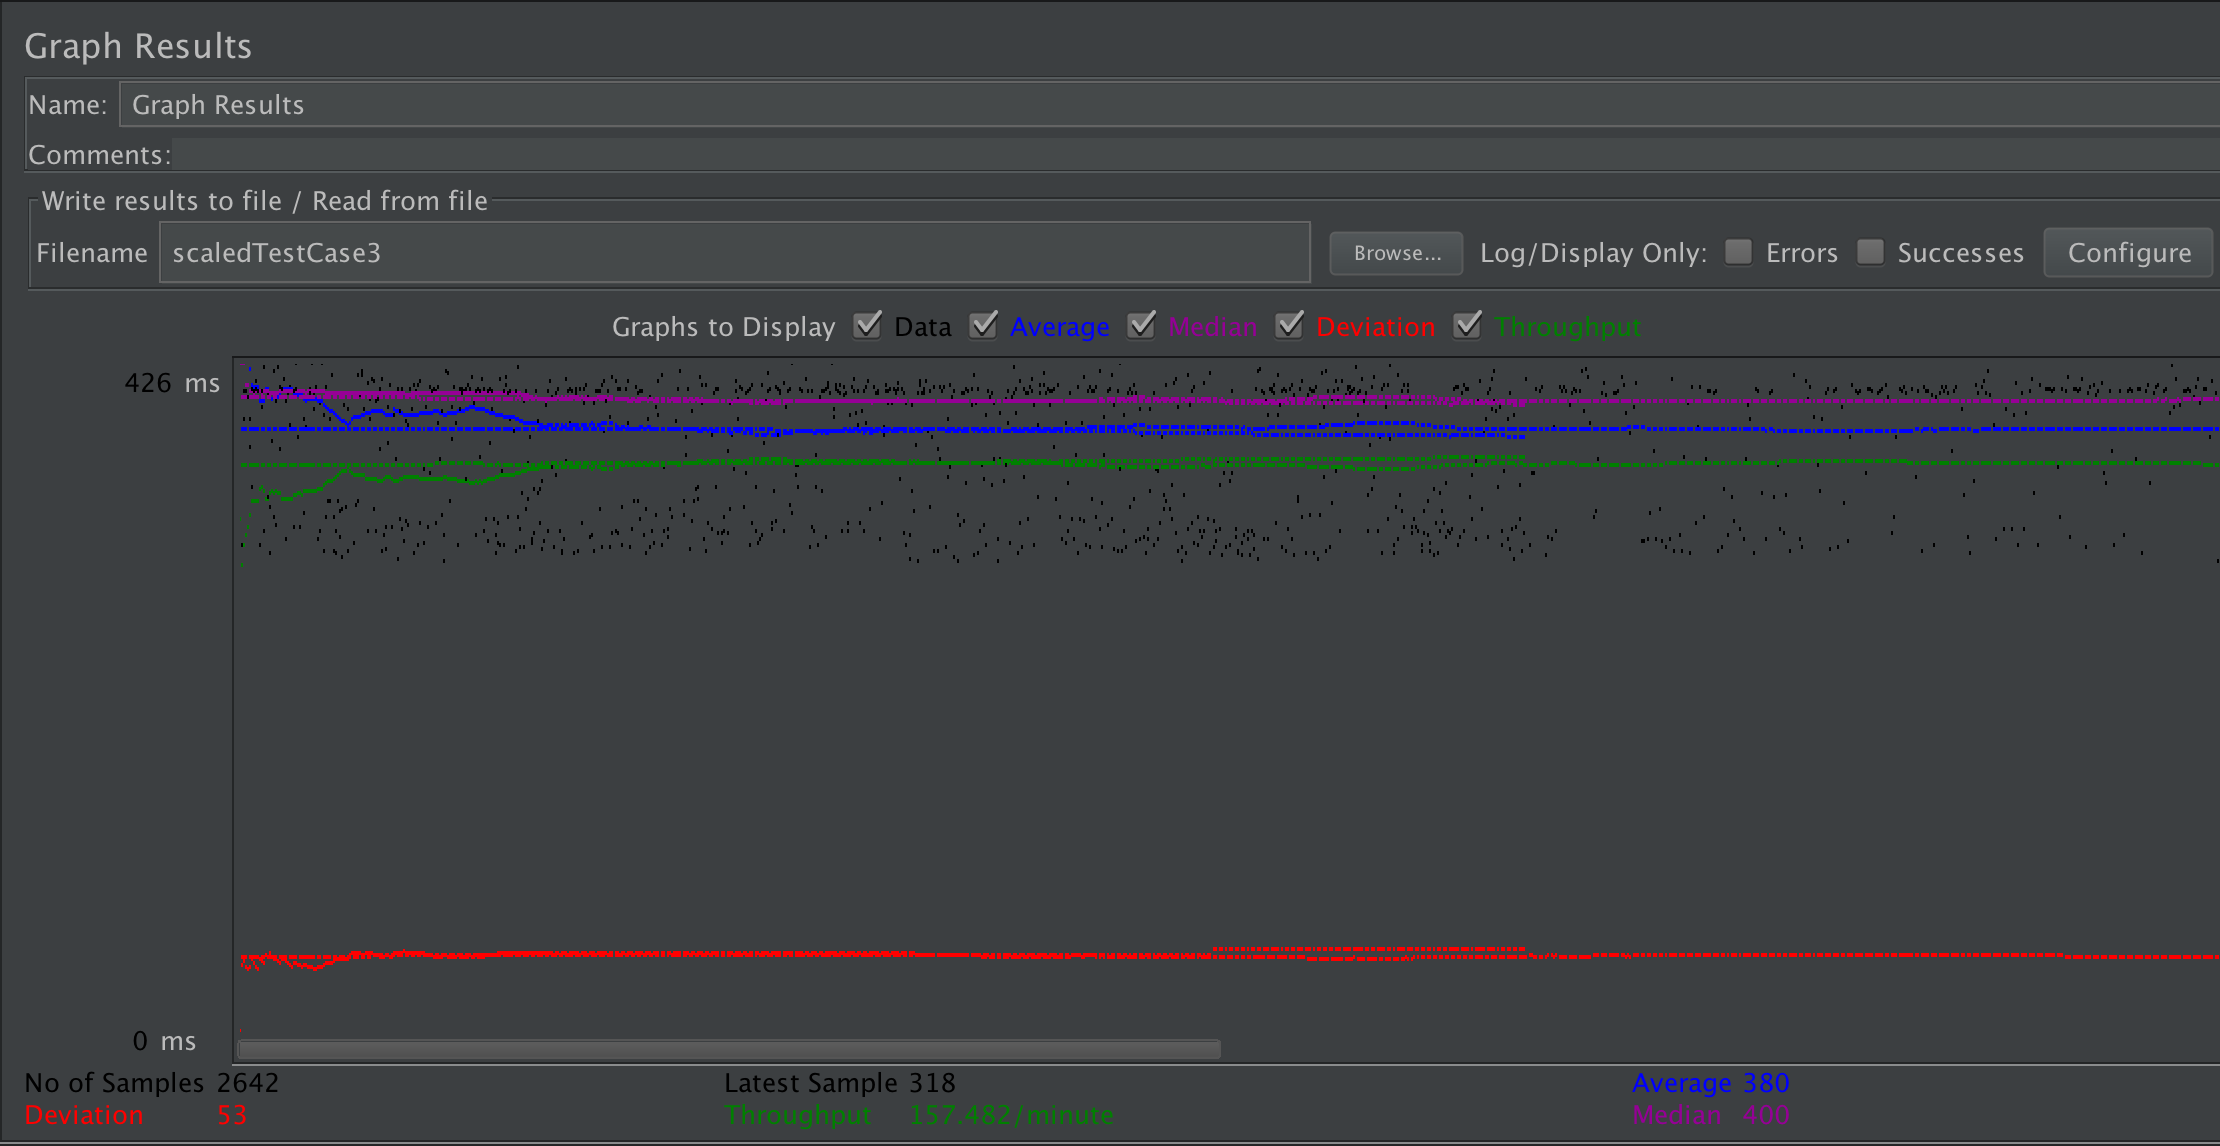 Graph Results
Name: Graph Results
Comments:
Write results to file / Read from file
Filename scaledTestCase3 Browse... Log/Display Only: Errors Successes Configure
Graphs to Display Data Average Median Deviation Throughput
426 ms
0 ms
No of Samples 2642 Latest Sample 318 Average 380
Deviation 53 Throughput 157.482/minute Median 400